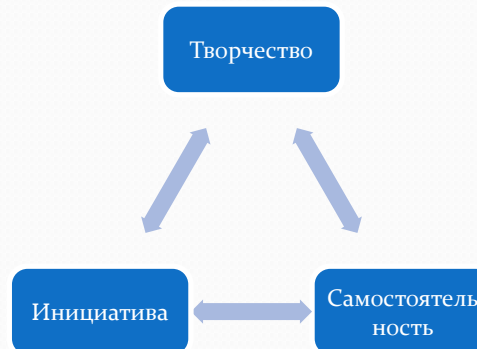 Творчество
Инициатива
Самостоятель
ность